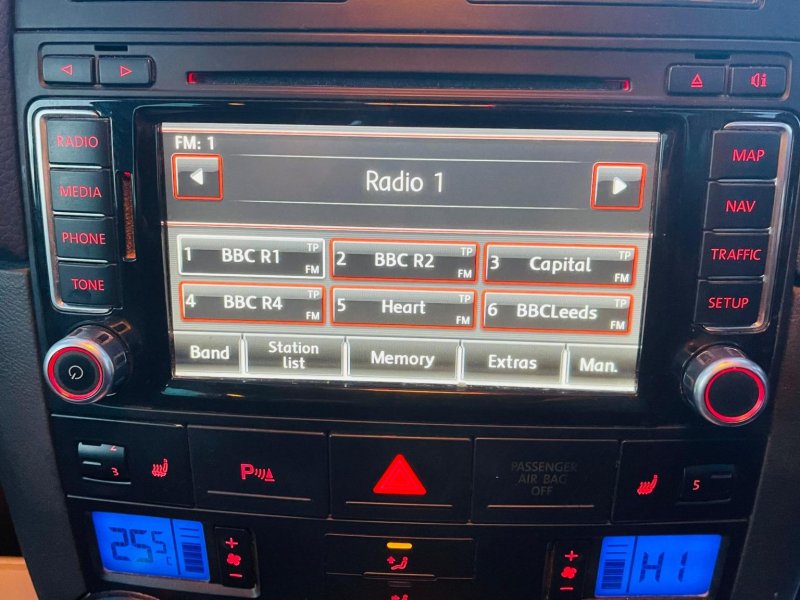 RADIO
MEDIA
PHONE
TONE
FM: 1
Radio 1
1 BBC R1 TP FM
2 BBC R2 TP FM
3 Capital TP FM
4 BBC R4 TP FM
5 Heart TP FM
6 BBCLeeds TP FM
Band
Station
list
Memory
Extras
Man.
MAP
NAV
TRAFFIC
SETUP
3
P
PASSENGER
AIR BAG
OFF
5
25.5 °C
HI